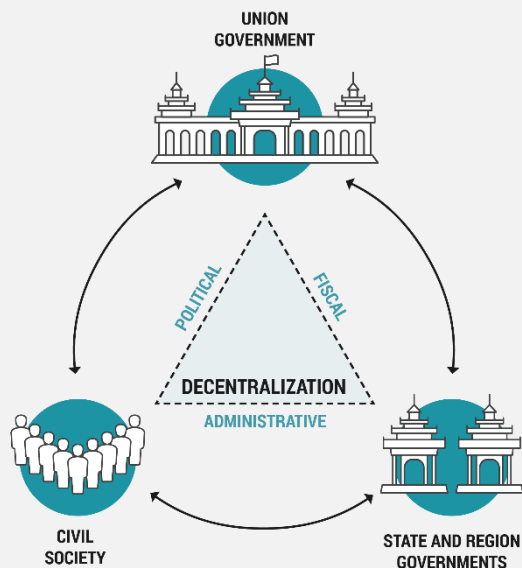 UNION
GOVERNMENT
POLITICAL
FISCAL
DECENTRALIZATION
ADMINISTRATIVE
CIVIL
SOCIETY
STATE AND REGION
GOVERNMENTS